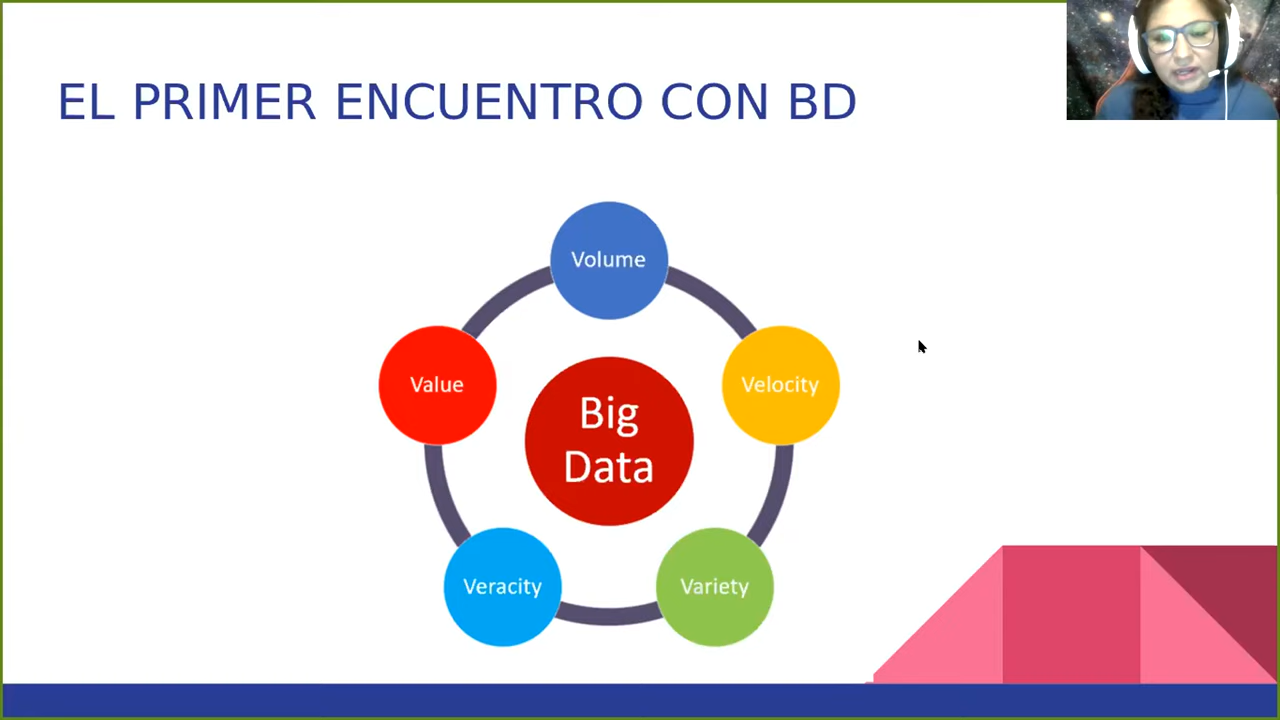 EL PRIMER ENCUENTRO CON BD
Volume
Value
Velocity
Big
Data
Veracity
Variety